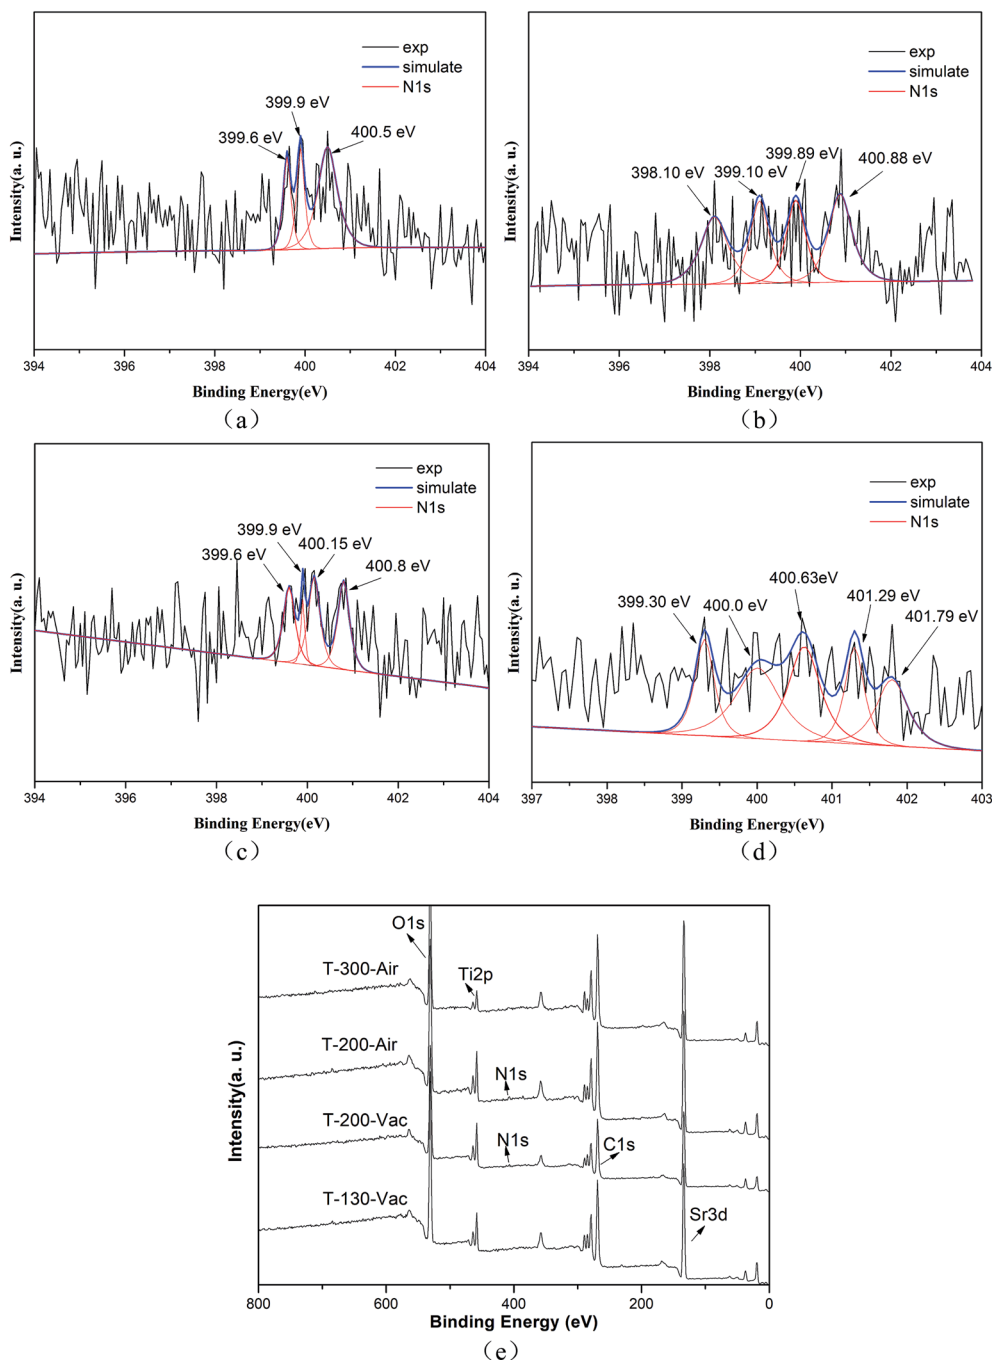 exp
simulate
N1s
399.9 eV
399.6 eV
400.5 eV
Intensity(a. u.)
394 396 398 400 402 404
Binding Energy(eV)
(a)
exp
simulate
N1s
399.89 eV
399.10 eV
398.10 eV
400.88 eV
Intensity(a. u.)
394 396 398 400 402 404
Binding Energy(eV)
(b)
exp
simulate
N1s
399.9 eV
400.15 eV
399.6 eV
400.8 eV
Intensity(a. u.)
394 396 398 400 402 404
Binding Energy(eV)
(c)
exp
simulate
N1s
400.63eV
399.30 eV
400.0 eV
401.29 eV
401.79 eV
Intensity(a. u.)
397 398 399 400 401 402 403
Binding Energy(eV)
(d)
O1s
T-300-Air
Ti2p
T-200-Air
N1s
T-200-Vac
N1s
C1s
T-130-Vac
Sr3d
Intensity(a. u.)
800 600 400 200 0
Binding Energy (eV)
(e)